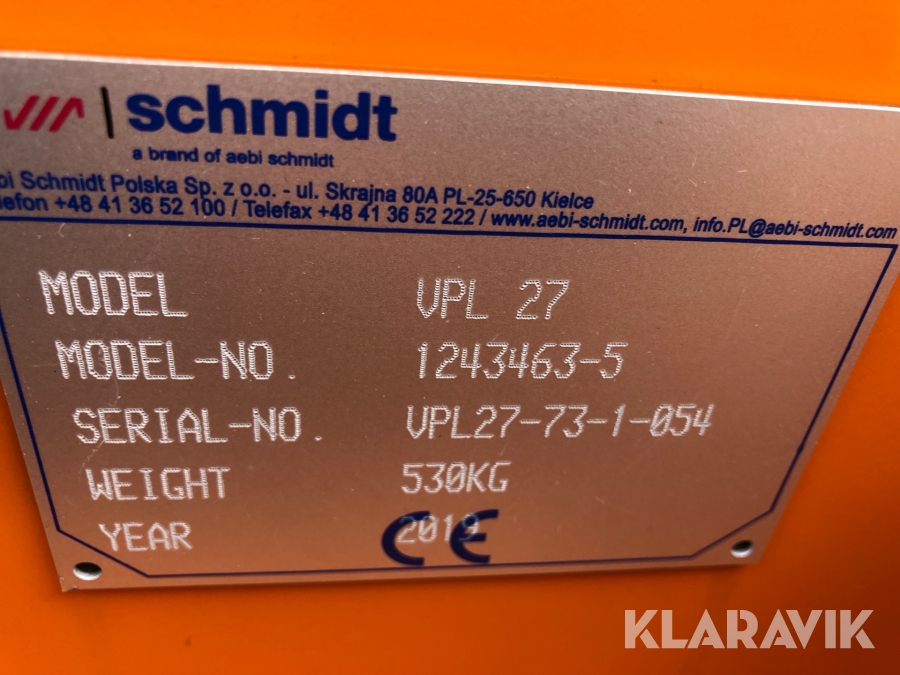 schmidt
a brand of aebi schmidt
bi Schmidt Polska Sp. z o.o. - ul. Skrajna 80A PL-25-650 Kielce
lefon +48 41 36 52 100 / Telefax +48 41 36 52 222 / www.aebi-schmidt.com, info.PL@aebi-schmidt.com
MODEL VPL 27
MODEL-NO. 1243463-5
SERIAL-NO. VPL27-73-1-054
WEIGHT 530KG
YEAR 2019
CE
KLARAVIK